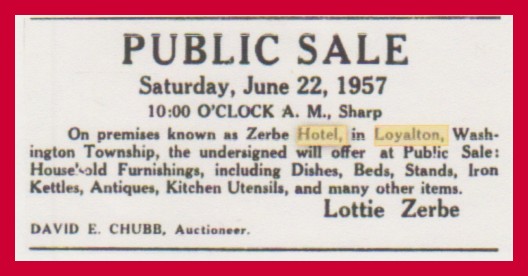 PUBLIC SALE
Saturday, June 22, 1957
10:00 O'CLOCK A. M., Sharp
On premises known as Zerbe Hotel, in Loyalton, Wash-
ington Township, the undersigned will offer at Public Sale:
Household Furnishings, including Dishes, Beds, Stands, Iron
Kettles, Antiques, Kitchen Utensils, and many other items.
Lottie Zerbe
DAVID E. CHUBB, Auctioneer.